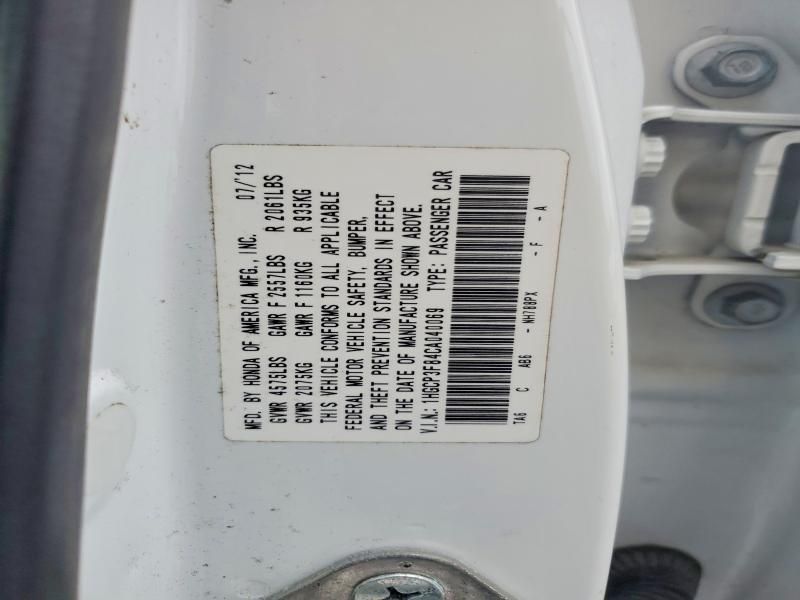 MFD. BY HONDA OF AMERICA MFG., INC. 07/'12
GVWR 4575LBS GAWR F 2557LBS R 2061LBS
GVWR 2075KG GAWR F 1160KG R 935KG
THIS VEHICLE CONFORMS TO ALL APPLICABLE
FEDERAL MOTOR VEHICLE SAFETY, BUMPER,
AND THEFT PREVENTION STANDARDS IN EFFECT
ON THE DATE OF MANUFACTURE SHOWN ABOVE.
V.I.N.: 1HGCP3F84CA040069 TYPE: PASSENGER CAR
TA6 C AB6 - NH788PX - F - A